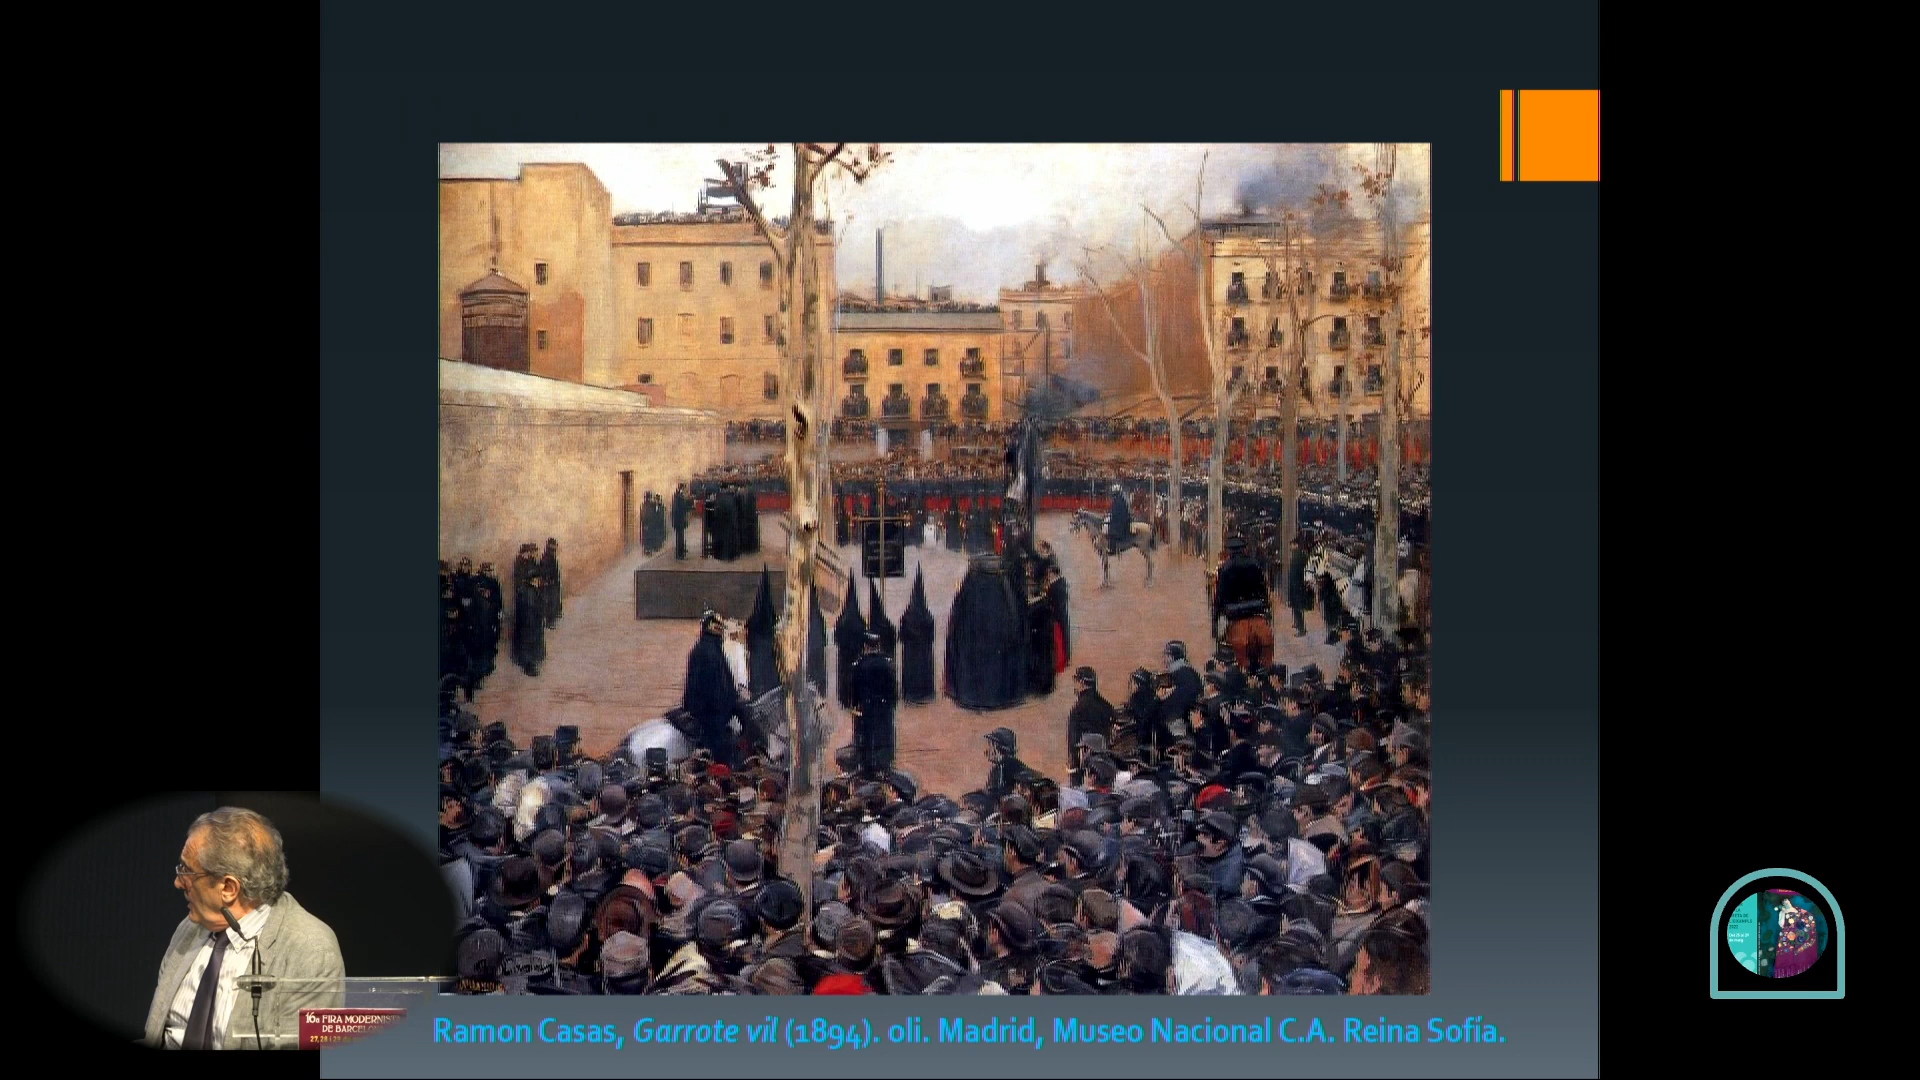 Ramon Casas, Garrote vil (1894). oli. Madrid, Museo Nacional C.A. Reina Sofía.
16a FIRA MODERNISTA
DE BARCELONA